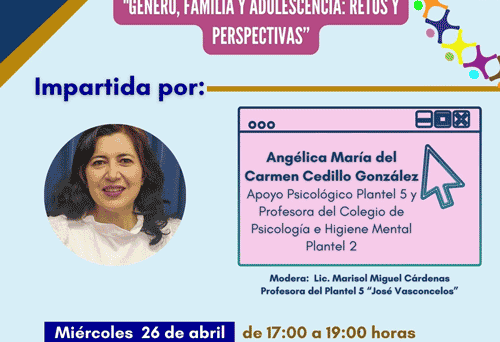 "GÉNERO, FAMILIA Y ADOLESCENCIA: RETOS Y
PERSPECTIVAS”
Impartida por:
Angélica María del
Carmen Cedillo González
Apoyo Psicológico Plantel 5 y
Profesora del Colegio de
Psicología e Higiene Mental
Plantel 2
Modera: Lic. Marisol Miguel Cárdenas
Profesora del Plantel 5 “José Vasconcelos”
Miércoles 26 de abril de 17:00 a 19:00 horas